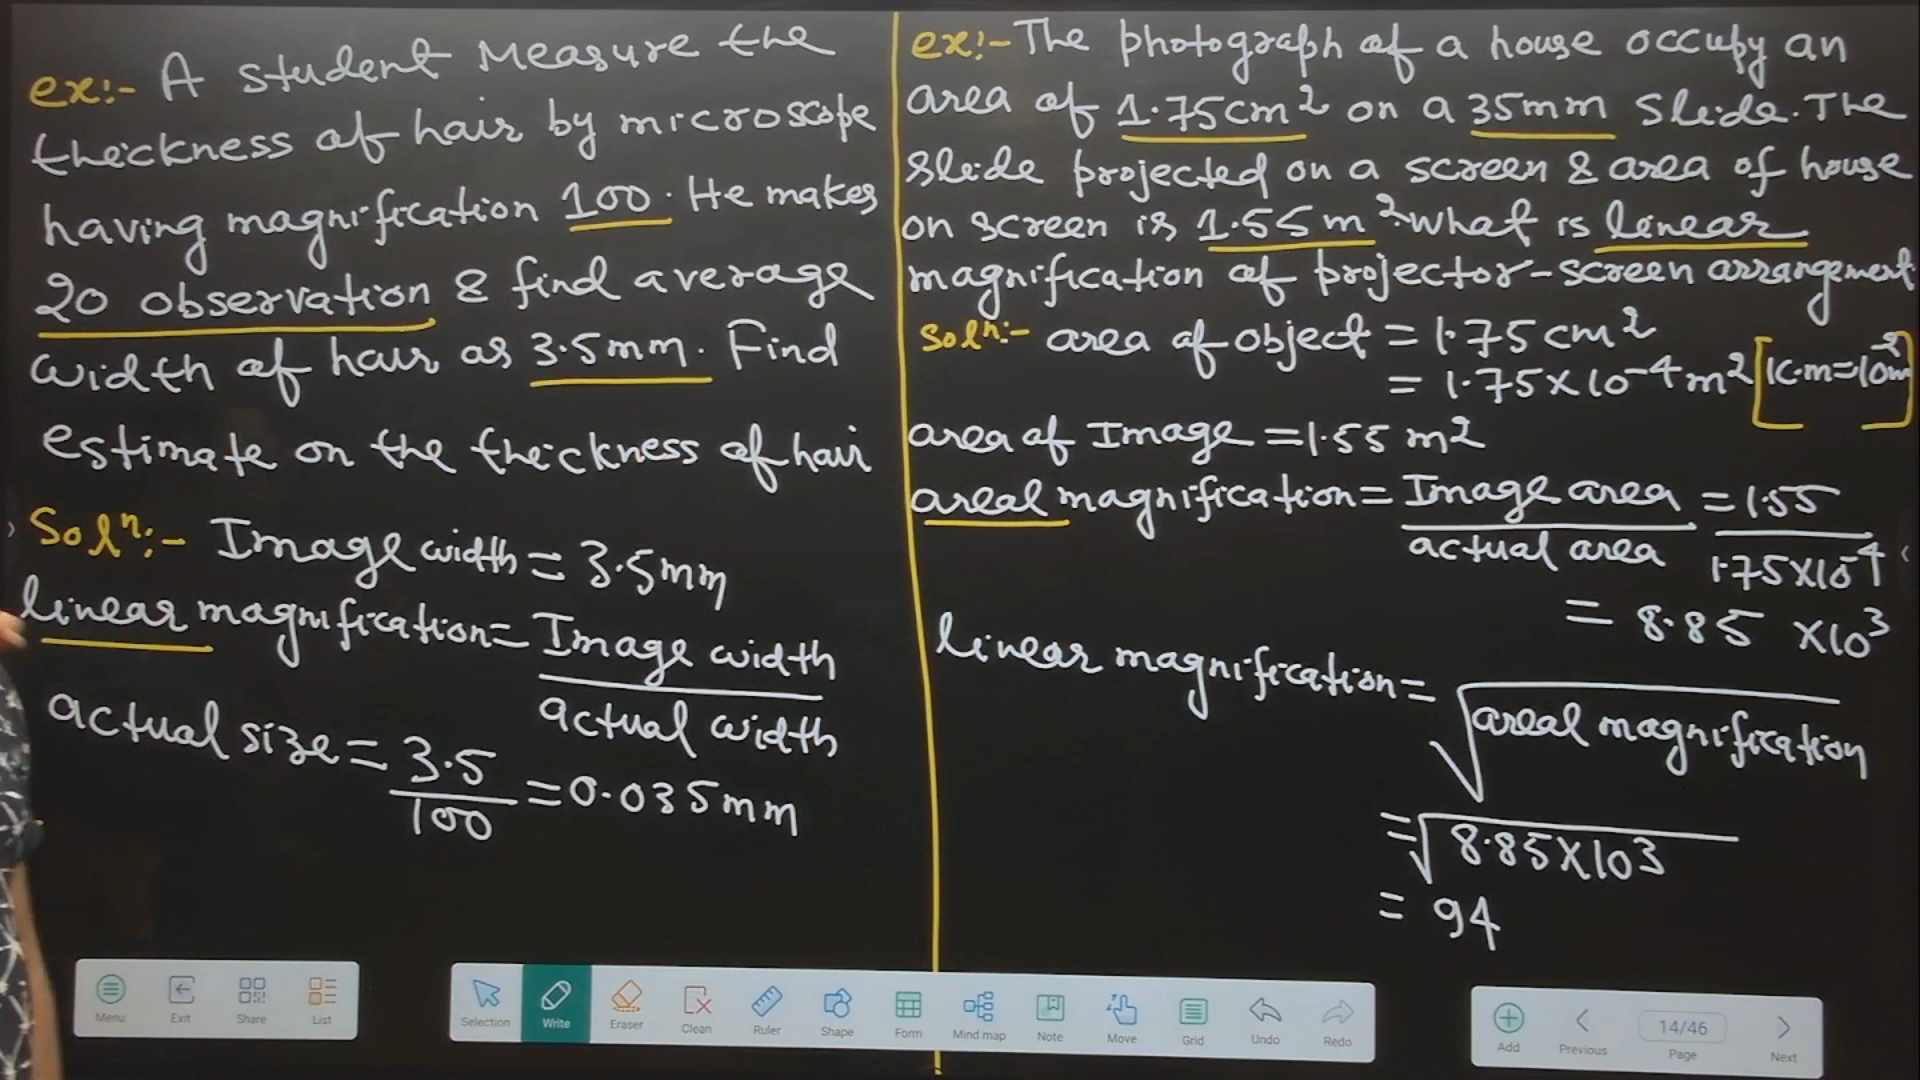 ex:- A student Measure the
thickness of hair by microscope
having magnification 100. He makes
20 observation & find average
width of hair as 3.5mm. Find
estimate on the thickness of hair
Solⁿ:- Image width = 3.5mm
linear magnification = Image width
actual width
actual size = 3.5
100
= 0.035mm
ex:- The photograph of a house occupy an
area of 1.75cm² on a 35mm Slide. The
Slide projected on a screen & area of house
on screen is 1.55m². What is linear
magnification of projector-screen arrangement
Solⁿ:- area of object = 1.75cm²
= 1.75×10⁻⁴m² [1c.m=10⁻²m]
area of Image = 1.55 m²
areal magnification = Image area = 1.55
actual area 1.75×10⁻⁴
= 8.85 ×10³
linear magnification =
√areal magnification
= √8.85×10³
= 94
Menu Exit Share List
Selection Write Eraser Clean Ruler Shape Form Mind map Note Move Grid Undo Redo
Add Previous 14/46 Page Next